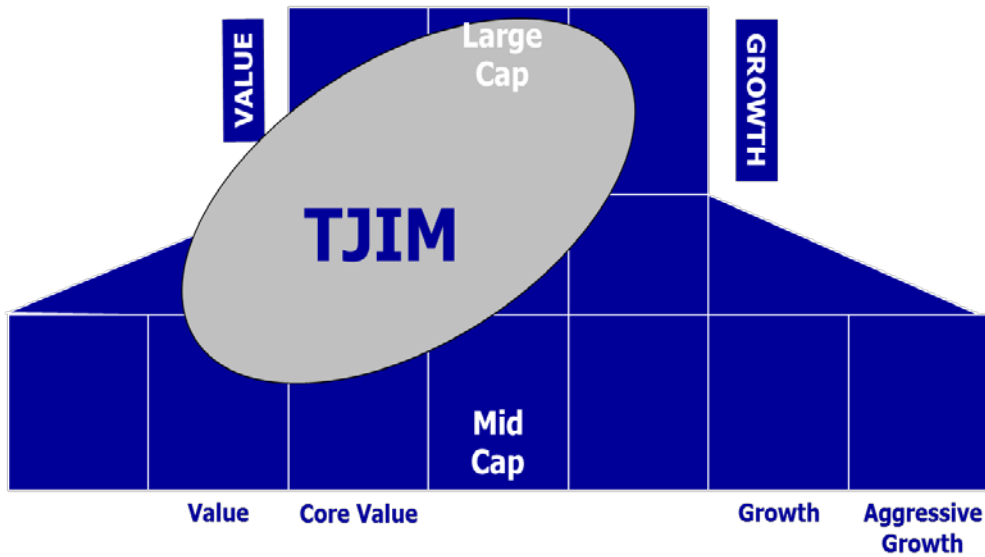 Large
Cap
VALUE
GROWTH
TJIM
Mid
Cap
Value
Core Value
Growth
Aggressive
Growth